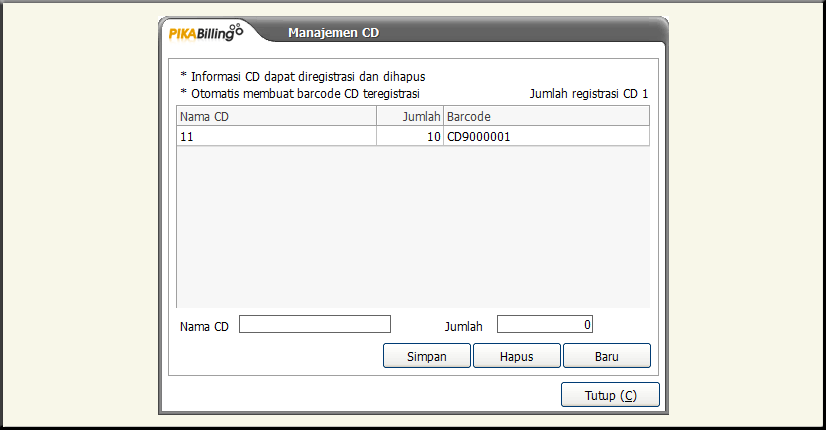 PIKABilling Manajemen CD
* Informasi CD dapat diregistrasi dan dihapus
* Otomatis membuat barcode CD teregistrasi Jumlah registrasi CD 1
Nama CD Jumlah Barcode
11 10 CD9000001
Nama CD Jumlah 0
Simpan Hapus Baru
Tutup (C)